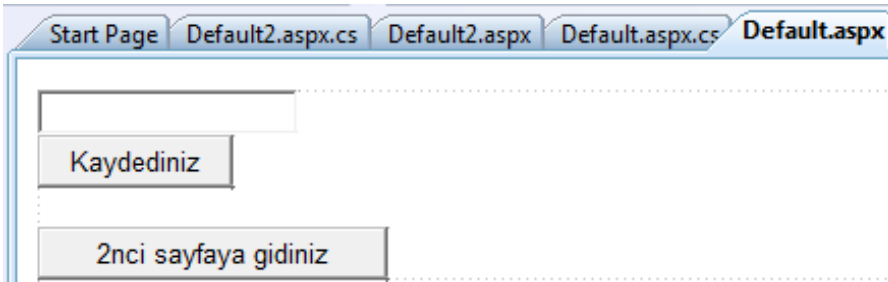 Start Page Default2.aspx.cs Default2.aspx Default.aspx.cs Default.aspx
Kaydediniz
2nci sayfaya gidiniz